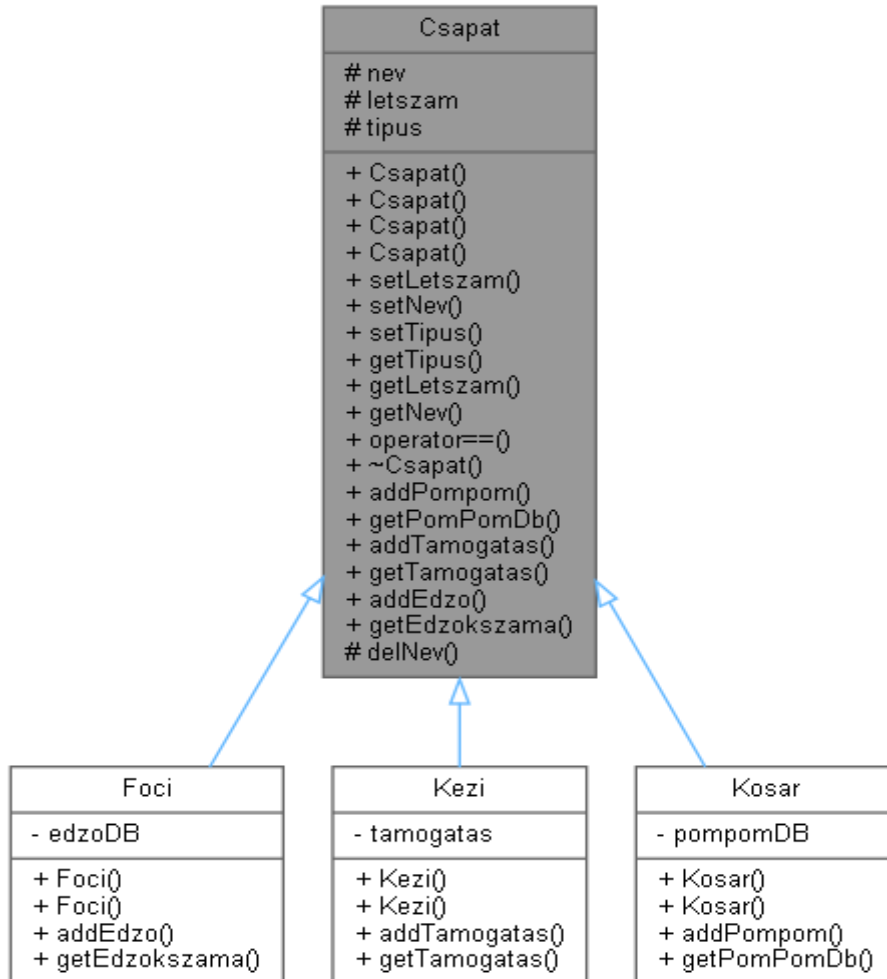 Csapat
# nev
# letszam
# tipus
+ Csapat()
+ Csapat()
+ Csapat()
+ Csapat()
+ setLetszam()
+ setNev()
+ setTipus()
+ getTipus()
+ getLetszam()
+ getNev()
+ operator==()
+ ~Csapat()
+ addPompom()
+ getPomPomDb()
+ addTamogatas()
+ getTamogatas()
+ addEdzo()
+ getEdzokszama()
# delNev()
Foci
- edzoDB
+ Foci()
+ Foci()
+ addEdzo()
+ getEdzokszama()
Kezi
- tamogatas
+ Kezi()
+ Kezi()
+ addTamogatas()
+ getTamogatas()
Kosar
- pompomDB
+ Kosar()
+ Kosar()
+ addPompom()
+ getPomPomDb()